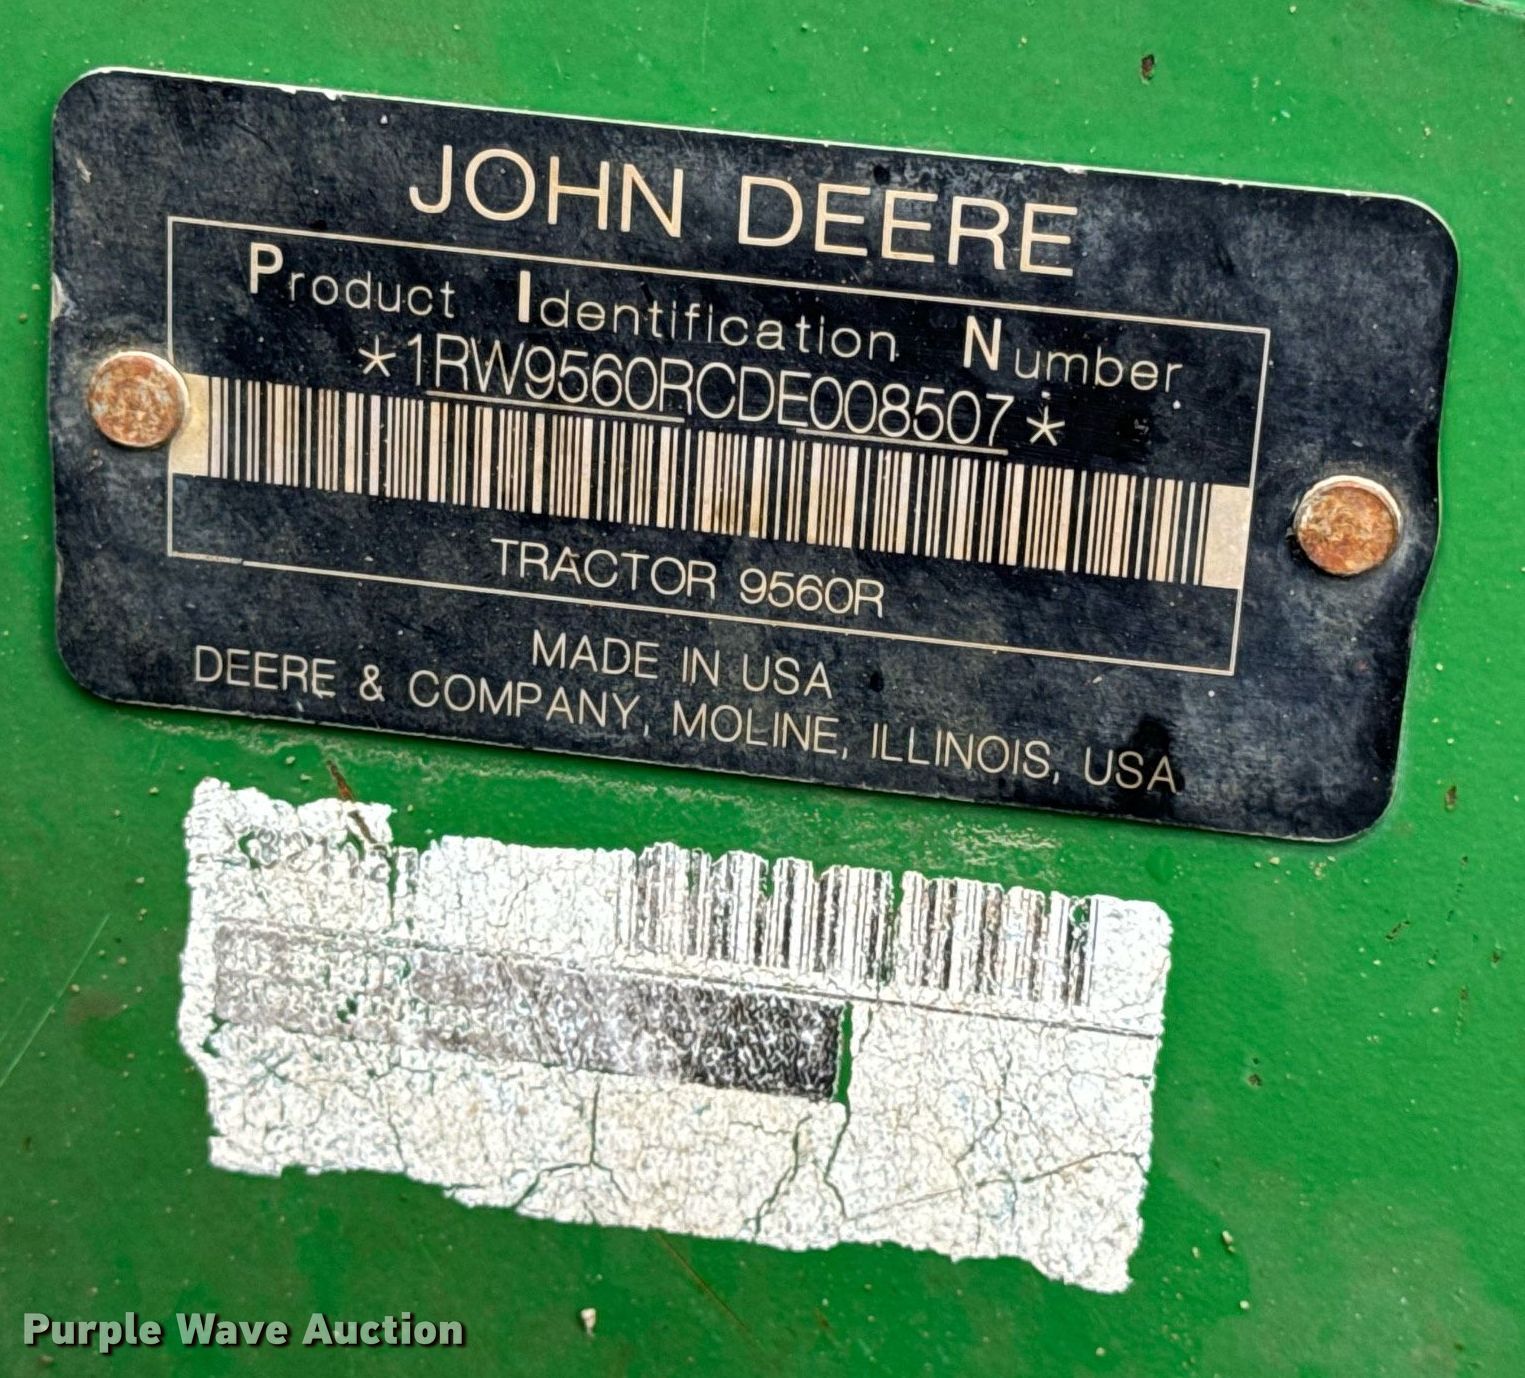 JOHN DEERE
Product Identification Number
*1RW9560RCDE008507*
TRACTOR 9560R
MADE IN USA
DEERE & COMPANY, MOLINE, ILLINOIS, USA
Purple Wave Auction